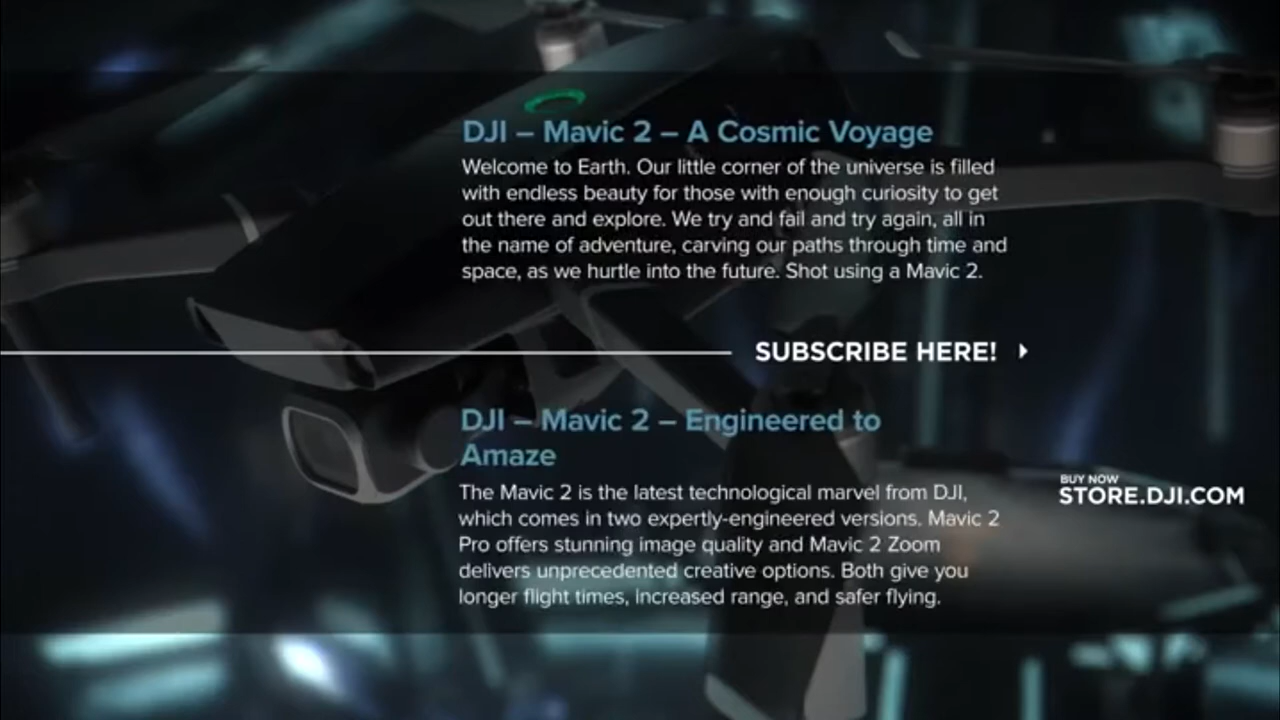 DJI – Mavic 2 – A Cosmic Voyage
Welcome to Earth. Our little corner of the universe is filled
with endless beauty for those with enough curiosity to get
out there and explore. We try and fail and try again, all in
the name of adventure, carving our paths through time and
space, as we hurtle into the future. Shot using a Mavic 2.
SUBSCRIBE HERE!
DJI – Mavic 2 – Engineered to
Amaze
The Mavic 2 is the latest technological marvel from DJI,
which comes in two expertly-engineered versions. Mavic 2
Pro offers stunning image quality and Mavic 2 Zoom
delivers unprecedented creative options. Both give you
longer flight times, increased range, and safer flying.
BUY NOW
STORE.DJI.COM